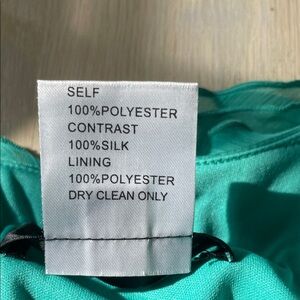 SELF
100%POLYESTER
CONTRAST
100%SILK
LINING
100%POLYESTER
DRY CLEAN ONLY